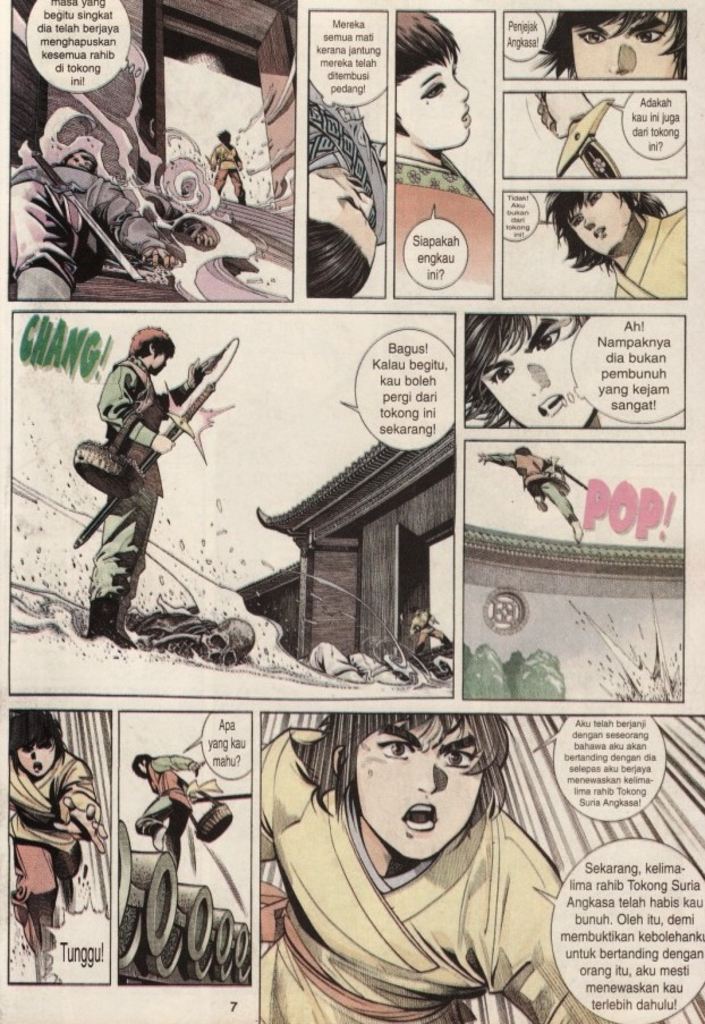 masa yang
begitu singkat
dia telah berjaya
menghapuskan
kesemua rahib
di tokong
ini!
Mereka
semua mati
kerana jantung
mereka telah
ditembusi
pedang!
Siapakah
engkau
ini?
Penjejak
Angkasa!
Adakah
kau ini juga
dari tokong
ini?
Tidak!
Aku
bukan
dari
tokong
ini!
CHANG!
Bagus!
Kalau begitu,
kau boleh
pergi dari
tokong ini
sekarang!
Ah!
Nampaknya
dia bukan
pembunuh
yang kejam
sangat!
POP!
Tunggu!
Apa
yang kau
mahu?
Aku telah berjanji
dengan seseorang
bahawa aku akan
bertanding dengan dia
selepas aku berjaya
menewaskan kelima-
lima rahib Tokong
Suria Angkasa!
Sekarang, kelima-
lima rahib Tokong Suria
Angkasa telah habis kau
bunuh. Oleh itu, demi
membuktikan kebolehanku
untuk bertanding dengan
orang itu, aku mesti
menewaskan kau
terlebih dahulu!
7